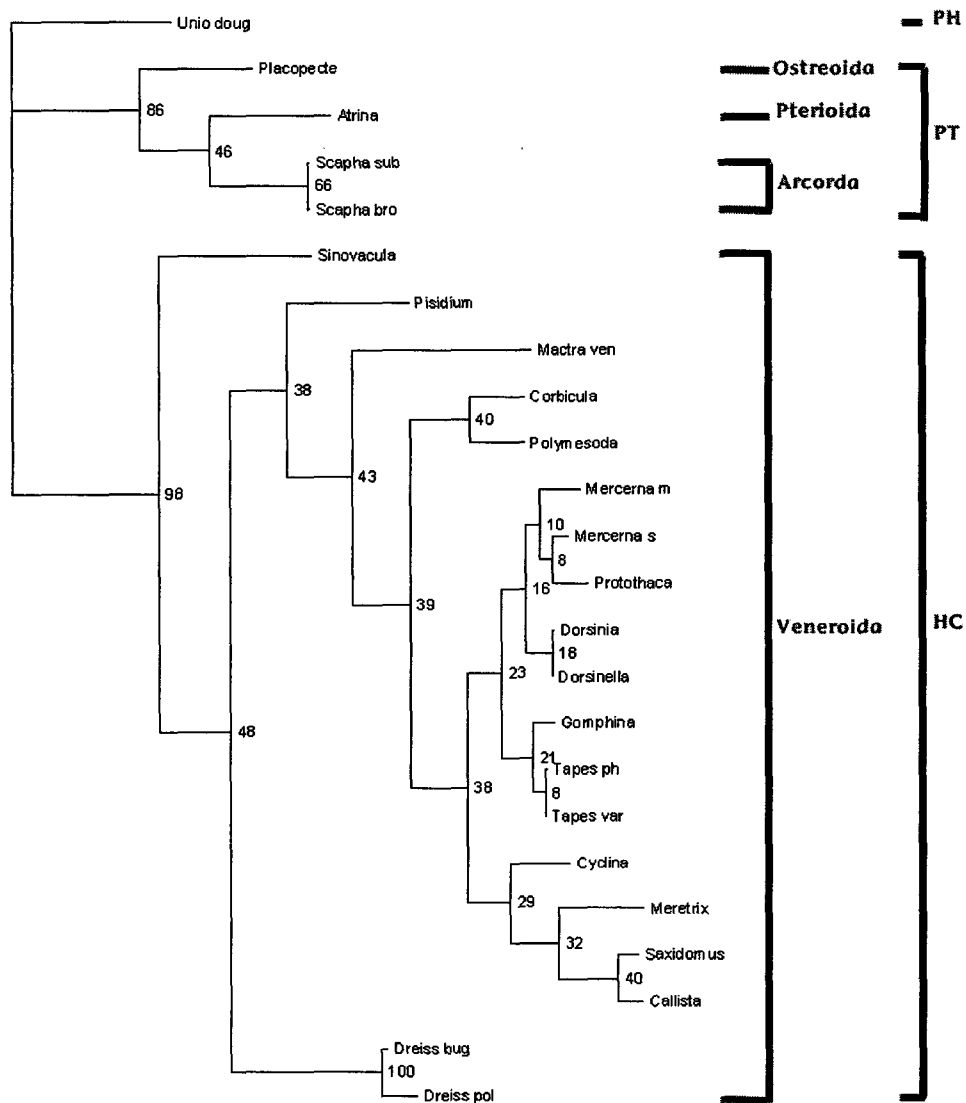 Unio doug
PH
Placopecte
Ostreoida
86
Atrina
Pterioida
PT
46
Scapha sub
66
Arcorda
Scapha bro
Sinovacula
Pisidium
Mactra ven
38
Corbicula
40
Polymesoda
43
Mercerna m
98
10
Mercerna s
8
Protothaca
16
39
Dorsinia
Veneroida
HC
18
23
Dorsinella
Gomphina
48
21
Tapes ph
38
8
Tapes var
Cyclina
29
Meretrix
32
Saxidomus
40
Callista
Dreiss bug
100
Dreiss pol